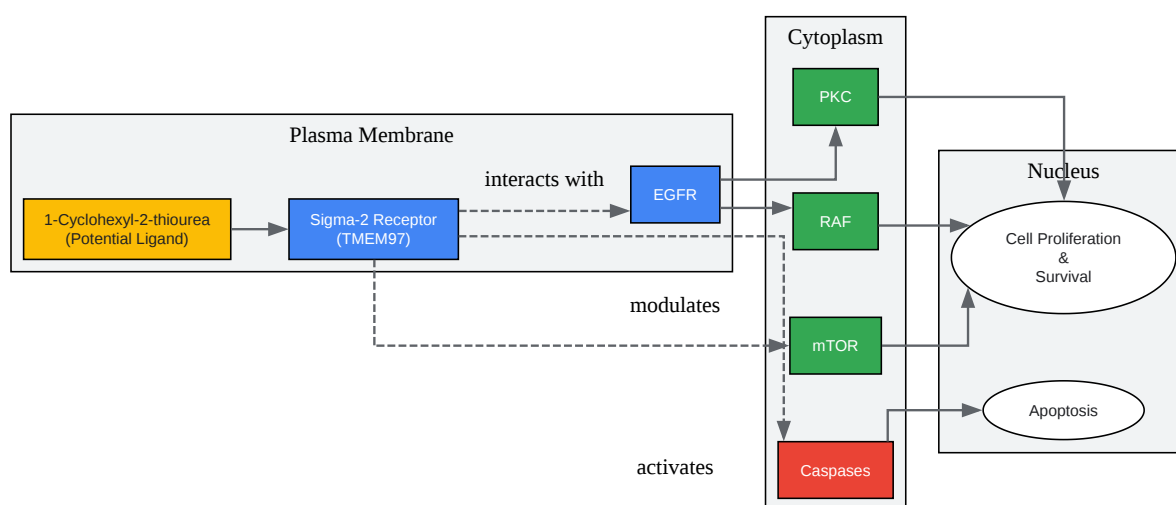 Cytoplasm
PKC
Plasma Membrane
interacts with
EGFR
Nucleus
1-Cyclohexyl-2-thiourea
(Potential Ligand)
Sigma-2 Receptor
(TMEM97)
RAF
Cell Proliferation
&
Survival
modulates
mTOR
Apoptosis
activates
Caspases